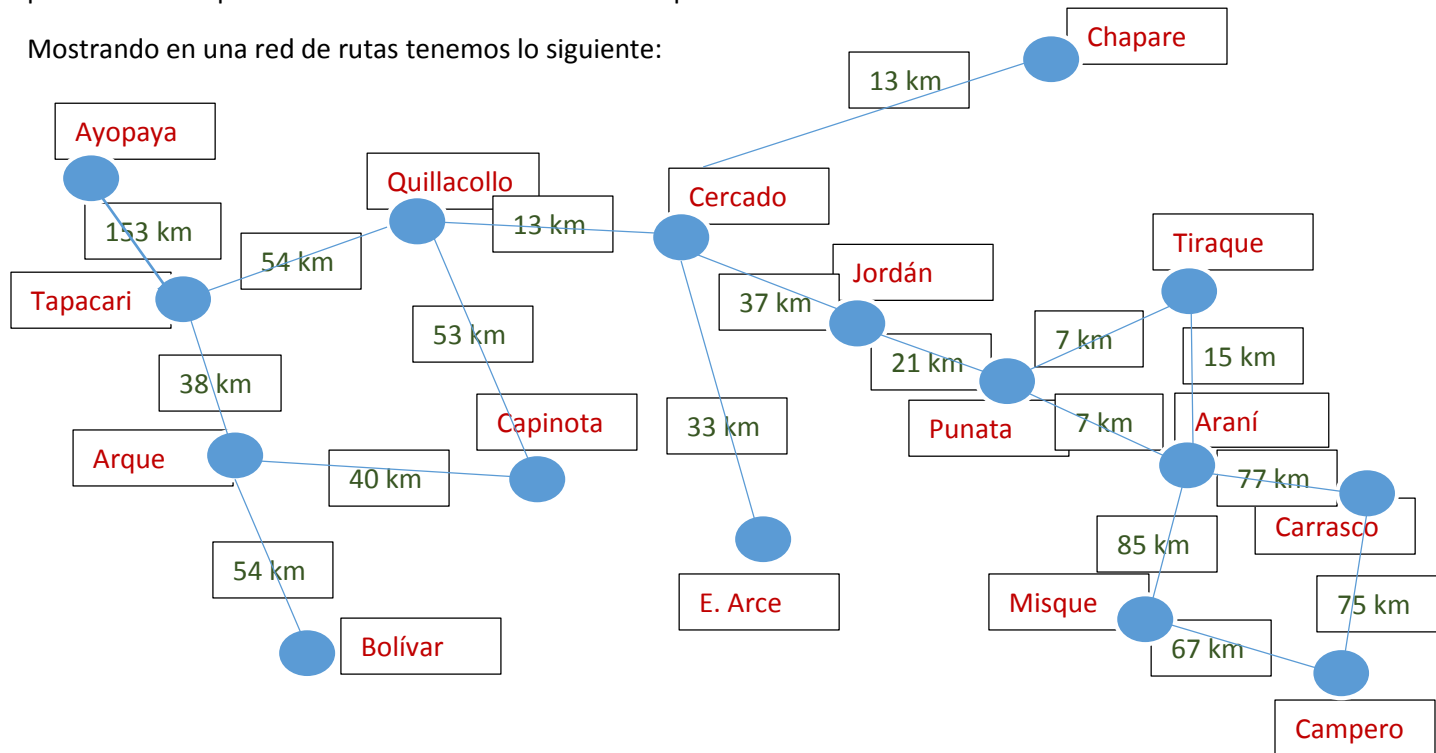 Mostrando en una red de rutas tenemos lo siguiente:
Chapare
13 km
Ayopaya
Quillacollo
Cercado
153 km
13 km
54 km
Tiraque
Jordán
Tapacari
37 km
53 km
7 km
21 km
15 km
38 km
Capinota
33 km
Punata
7 km
Araní
Arque
40 km
77 km
Carrasco
85 km
54 km
E. Arce
Misque
75 km
Bolívar
67 km
Campero